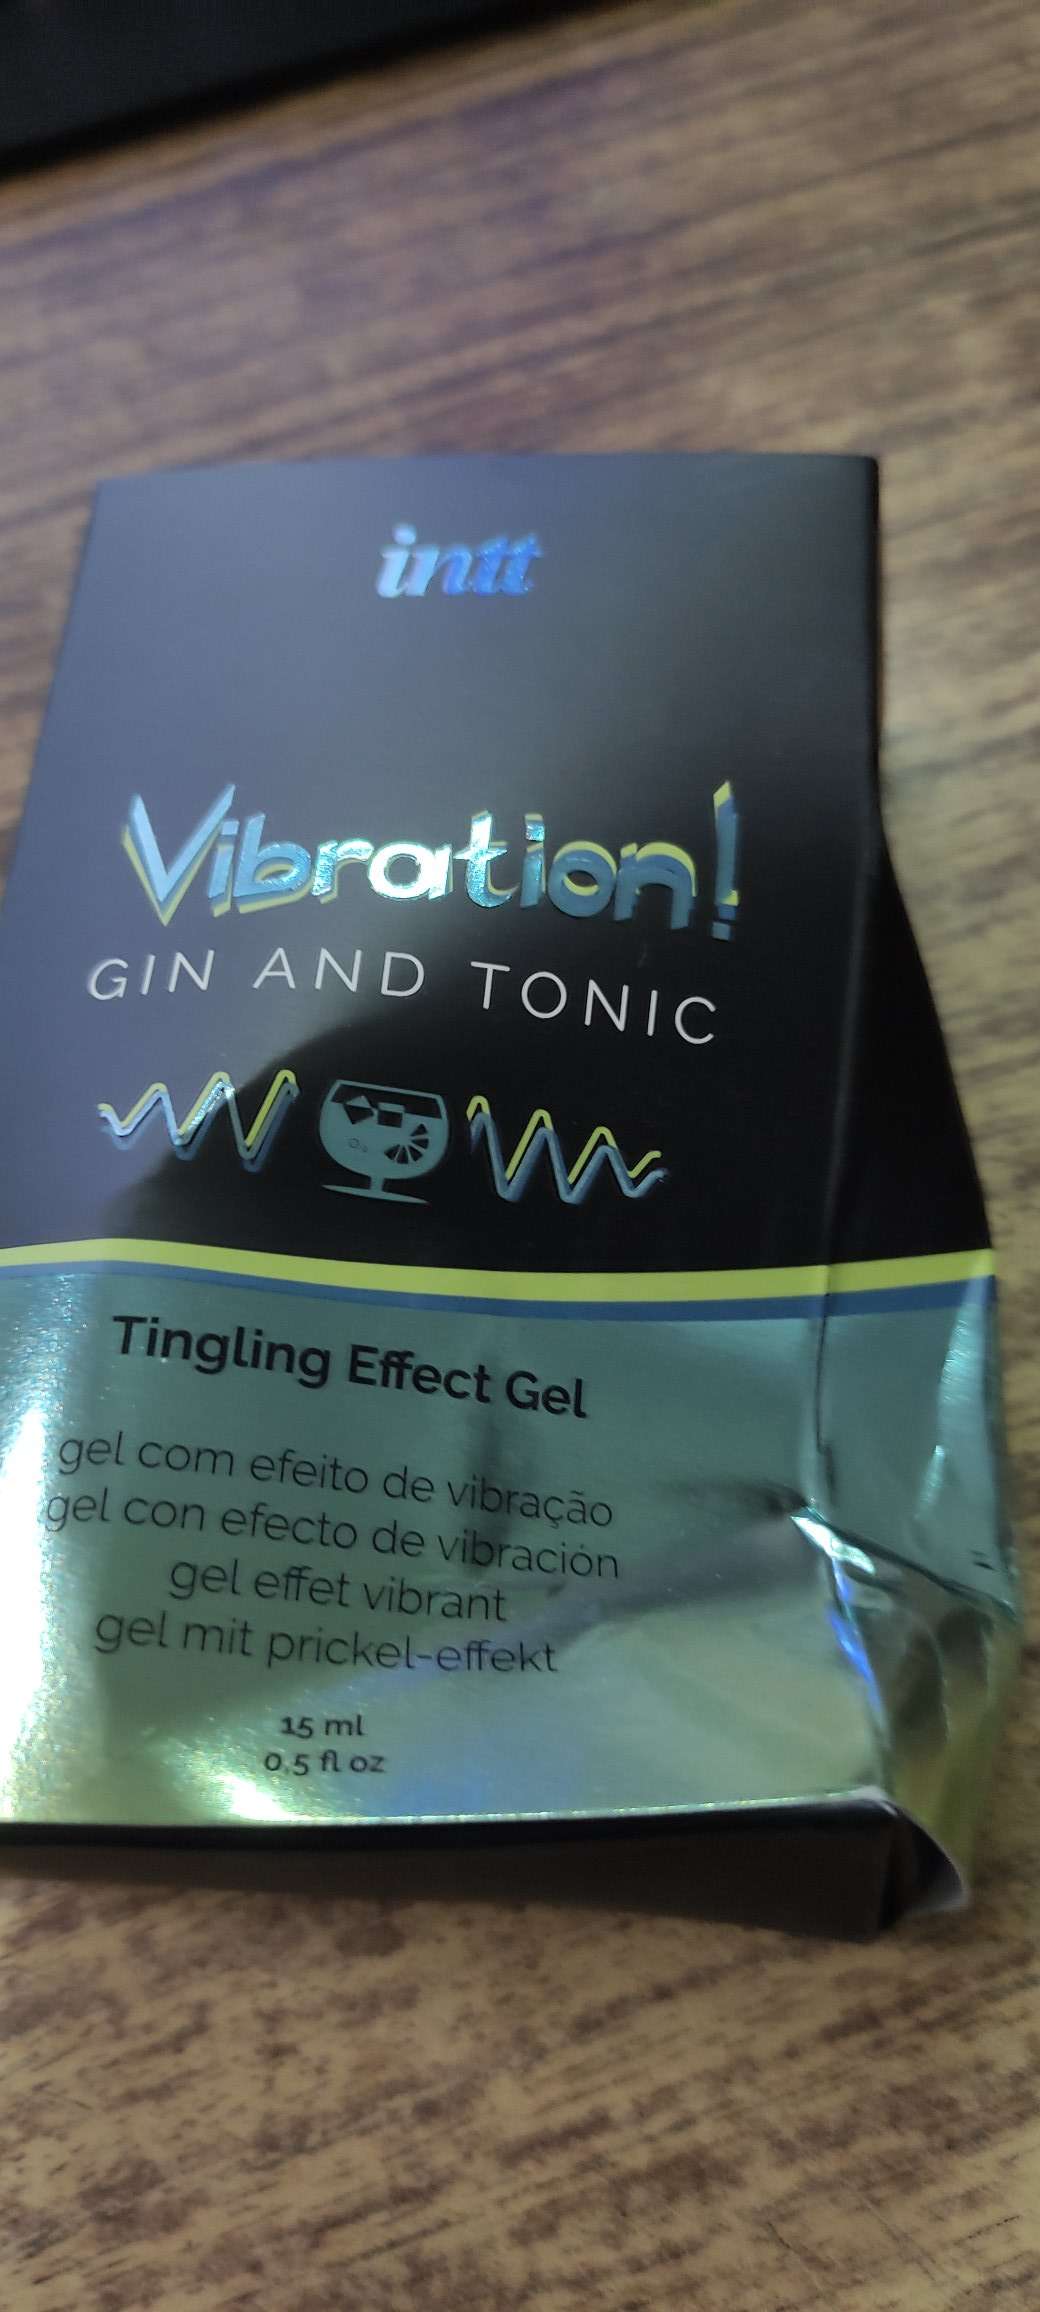 intt
Vibration!
GIN AND TONIC
Tingling Effect Gel
gel com efeito de vibração
gel con efecto de vibración
gel effet vibrant
gel mit prickel-effekt
15 ml
0,5 fl oz